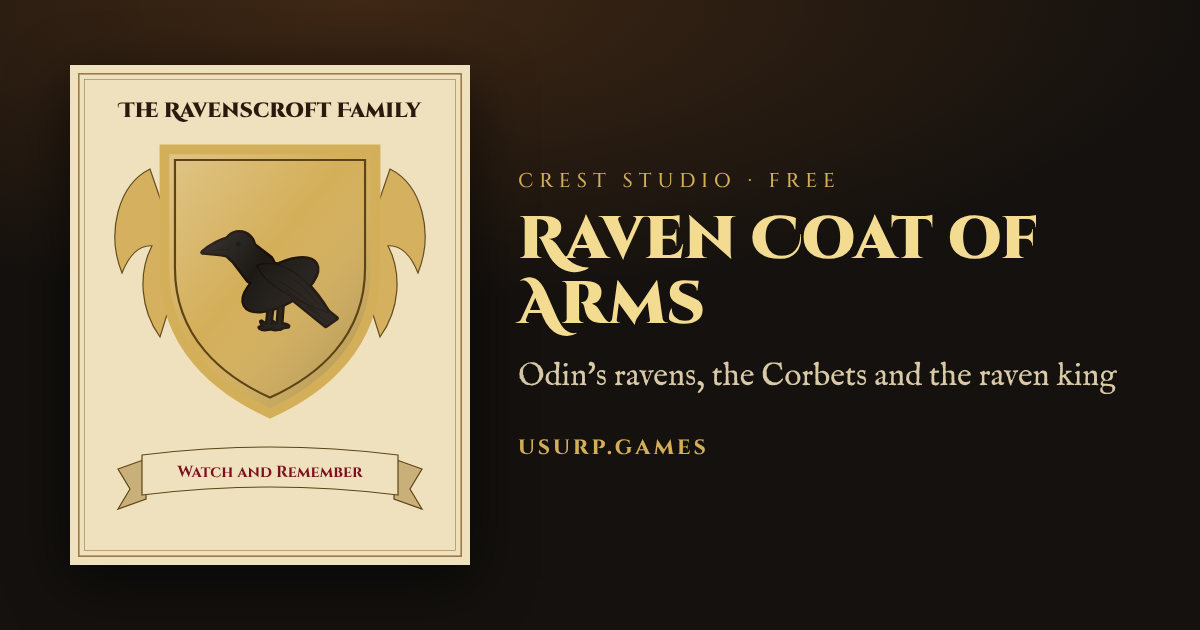 The Ravenscroft Family
Watch and Remember
CREST STUDIO · FREE
Raven Coat of
Arms
Odin’s ravens, the Corbets and the raven king
USURP.GAMES